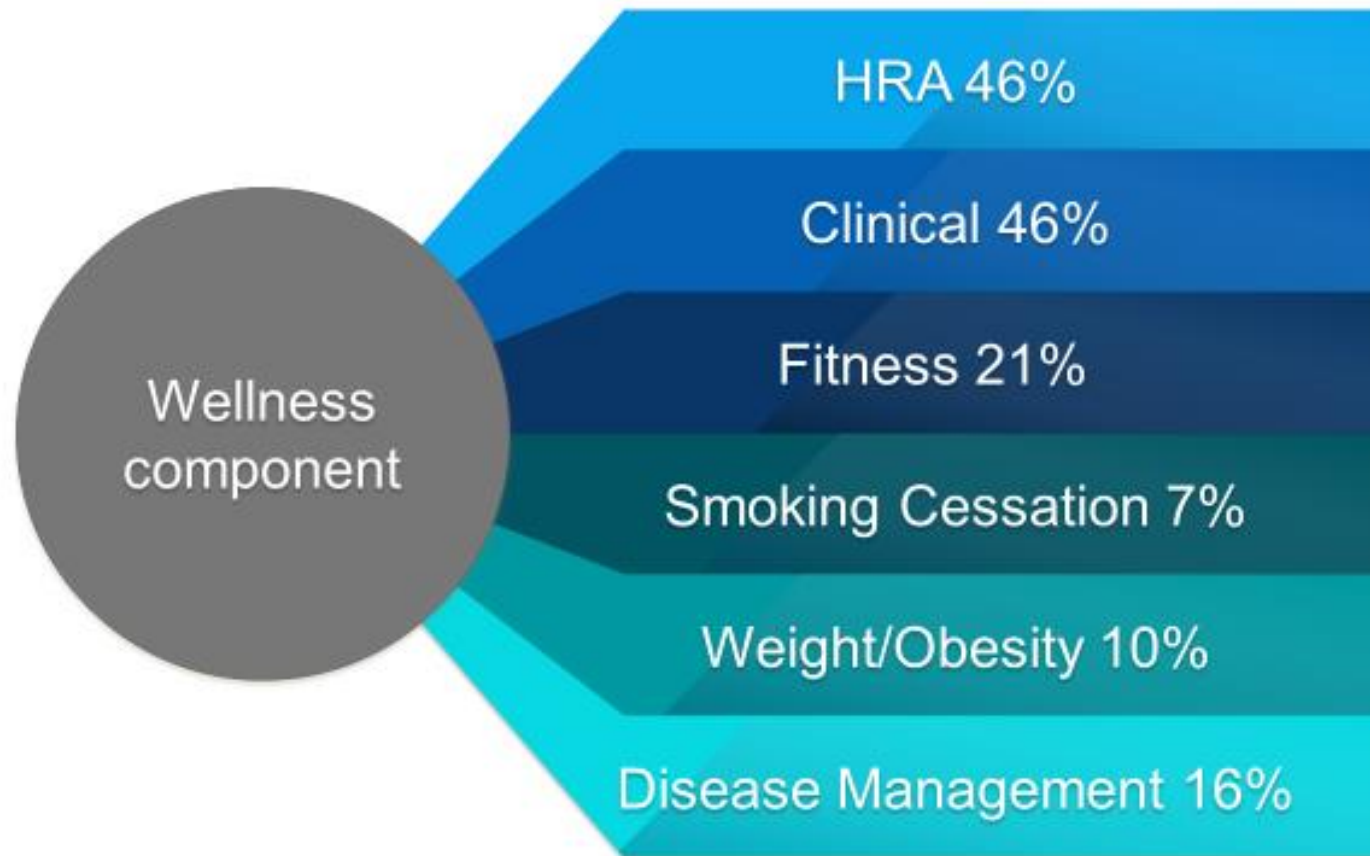 HRA 46%
Clinical 46%
Fitness 21%
Wellness
component
Smoking Cessation 7%
Weight/Obesity 10%
Disease Management 16%